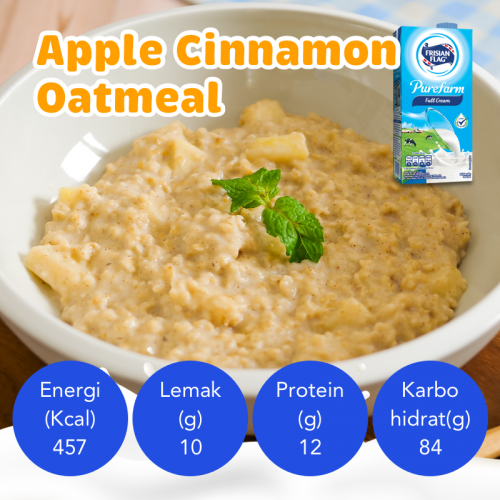 Apple Cinnamon
Oatmeal
FRISIAN
FLAG
Purefarm
Full Cream
Energi
(Kcal)
457
Lemak
(g)
10
Protein
(g)
12
Karbo
hidrat(g)
84